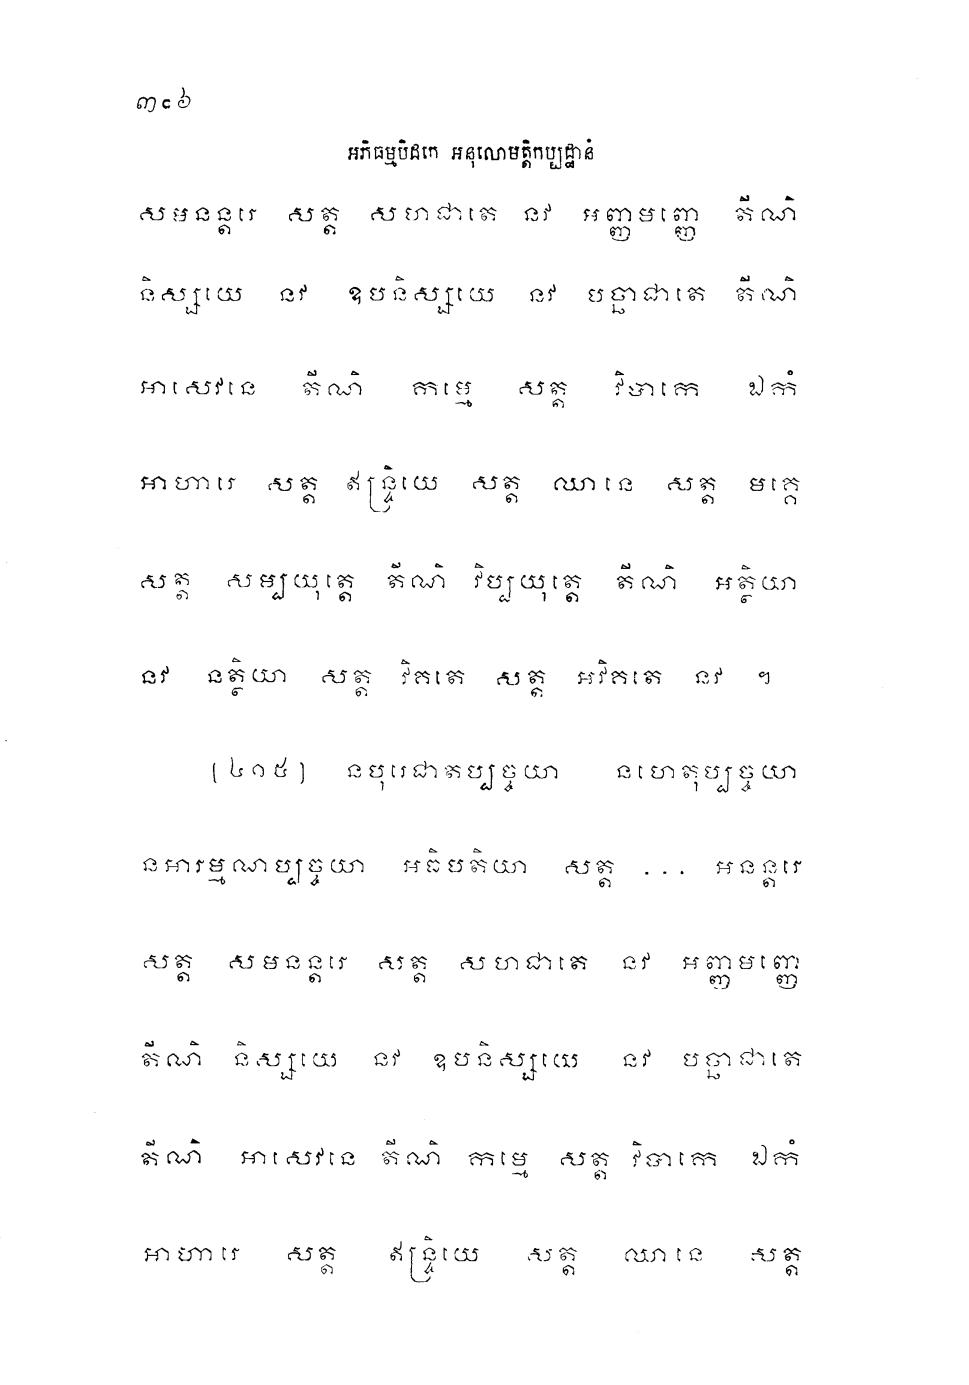 ៣៤៦
អភិធម្មបិដកេ អនុលោមត្តិកប្បដ្ឋានំ
សមនន្តរេ សត្ត សហជាតេ នវ អញ្ញមញ្ញេ តីណិ
និស្សយេ នវ ឧបនិស្សយេ នវ បច្ឆាជាតេ តីណិ
អាសេវនេ តីណិ កម្មេ សត្ត វិបាកេ ឯកំ
អាហារេ សត្ត ឥន្ទ្រិយេ សត្ត ឈានេ សត្ត មគ្គេ
សត្ត សម្បយុត្តេ តីណិ វិប្បយុត្តេ តីណិ អត្ថិយា
នវ នត្ថិយា សត្ត វិគតេ សត្ត អវិគតេ នវ ។
[៤១៥] នបុរេជាតប្បច្ចយា នហេតុប្បច្ចយា
នអារម្មណប្បច្ចយា អធិបតិយា សត្ត ... អនន្តរេ
សត្ត សមនន្តរេ សត្ត សហជាតេ នវ អញ្ញមញ្ញេ
តីណិ និស្សយេ នវ ឧបនិស្សយេ នវ បច្ឆាជាតេ
តីណិ អាសេវនេ តីណិ កម្មេ សត្ត វិបាកេ ឯកំ
អាហារេ សត្ត ឥន្ទ្រិយេ សត្ត ឈានេ សត្ត